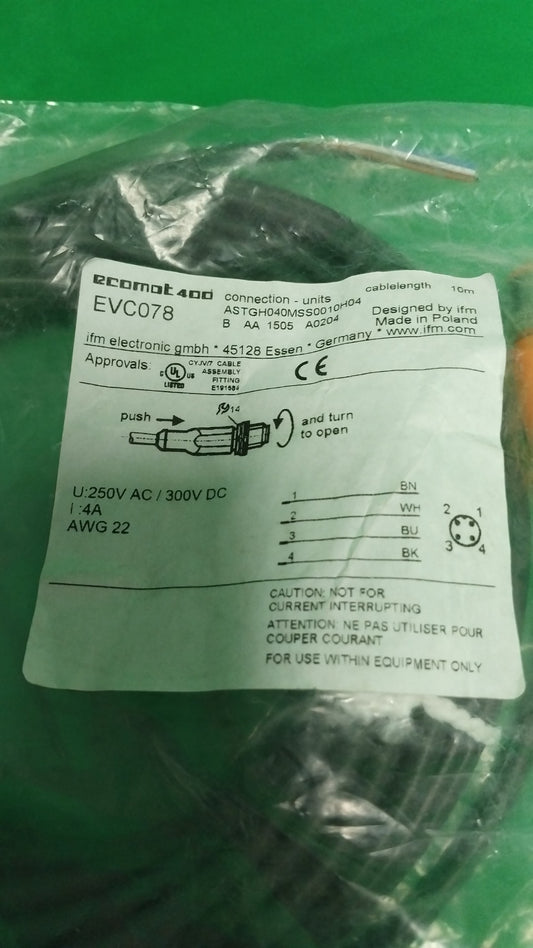 ecomat 400
connection - units
cablelength 10m
EVC078
ASTGH040MSS0010H04
B AA 1505 A0204
Designed by ifm
Made in Poland
ifm electronic gmbh * 45128 Essen * Germany * www.ifm.com
Approvals:
C UL US
LISTED
CYJV/7 CABLE
ASSEMBLY
FITTING
E191684
CE
14
push
and turn
to open
U:250V AC / 300V DC
I :4A
AWG 22
1 BN
2 WH
3 BU
4 BK
2 1
3 4
CAUTION: NOT FOR
CURRENT INTERRUPTING
ATTENTION: NE PAS UTILISER POUR
COUPER COURANT
FOR USE WITHIN EQUIPMENT ONLY